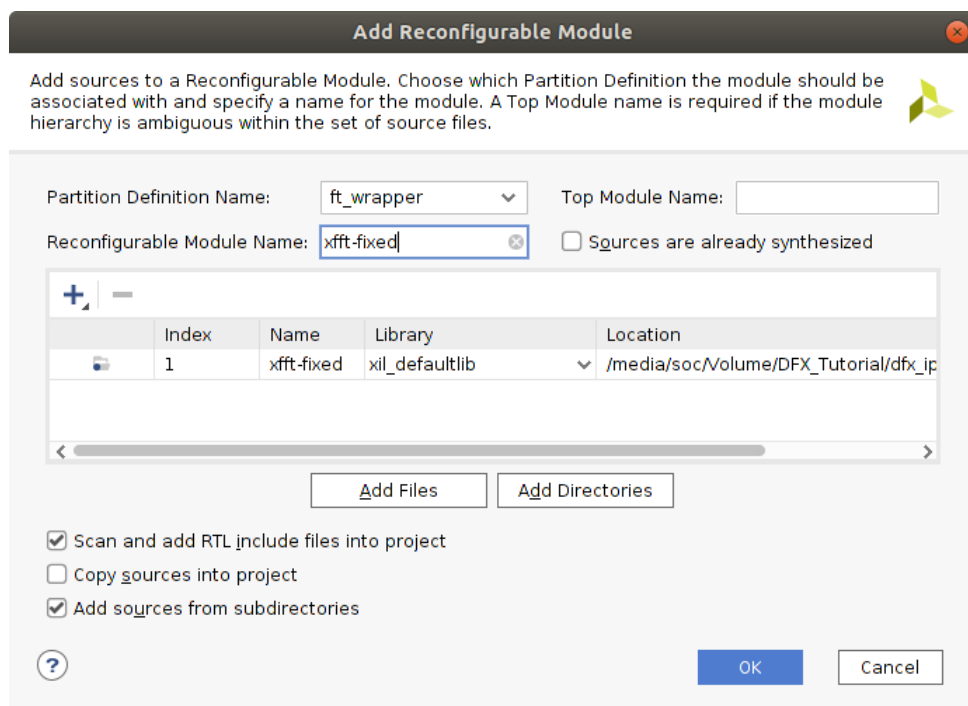 Add Reconfigurable Module
Add sources to a Reconfigurable Module. Choose which Partition Definition the module should be
associated with and specify a name for the module. A Top Module name is required if the module
hierarchy is ambiguous within the set of source files.
Partition Definition Name: ft_wrapper Top Module Name:
Reconfigurable Module Name: xfft-fixed Sources are already synthesized
Index Name Library Location
1 xfft-fixed xil_defaultlib /media/soc/Volume/DFX_Tutorial/dfx_ip
Add Files Add Directories
Scan and add RTL include files into project
Copy sources into project
Add sources from subdirectories
? OK Cancel